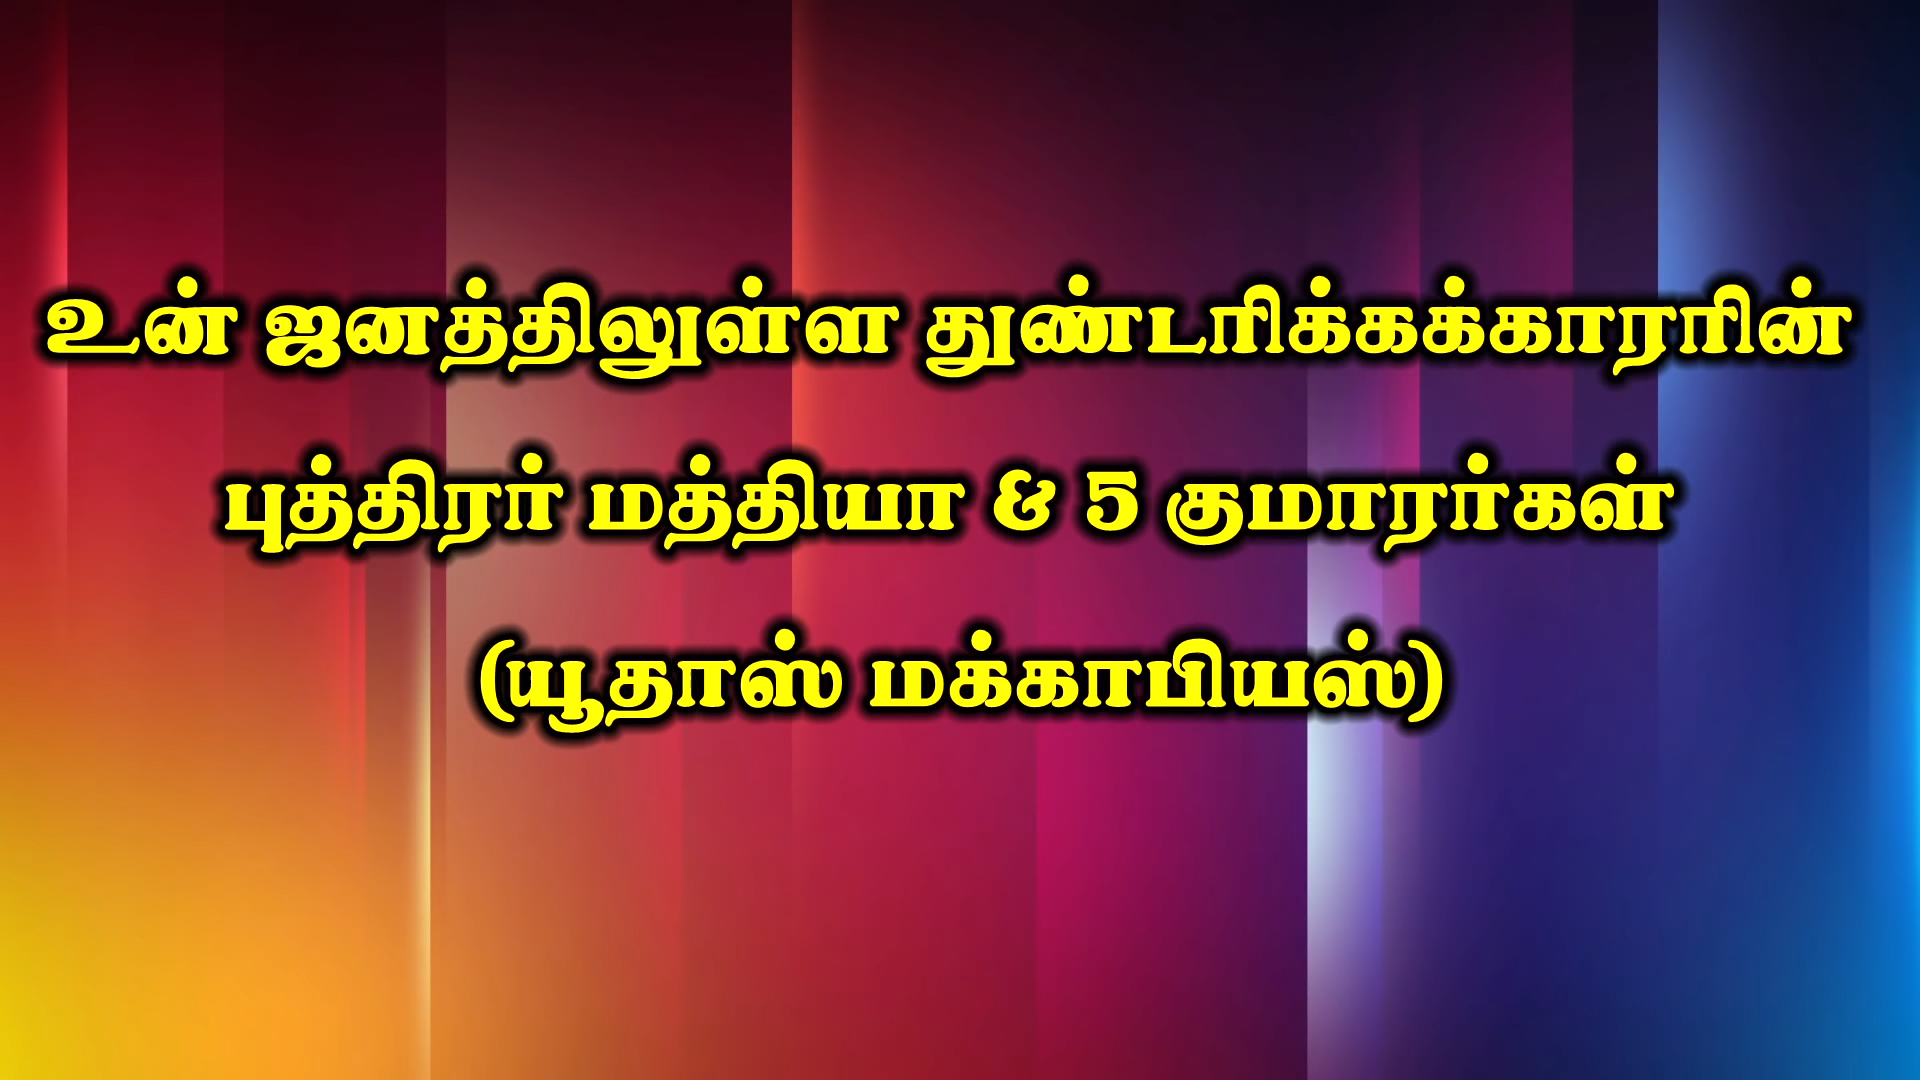 உன் ஜனத்திலுள்ள துண்டரிக்கக்காரரின்
புத்திரர் மத்தியா & 5 குமாரர்கள்
(யூதாஸ் மக்காபியஸ்)